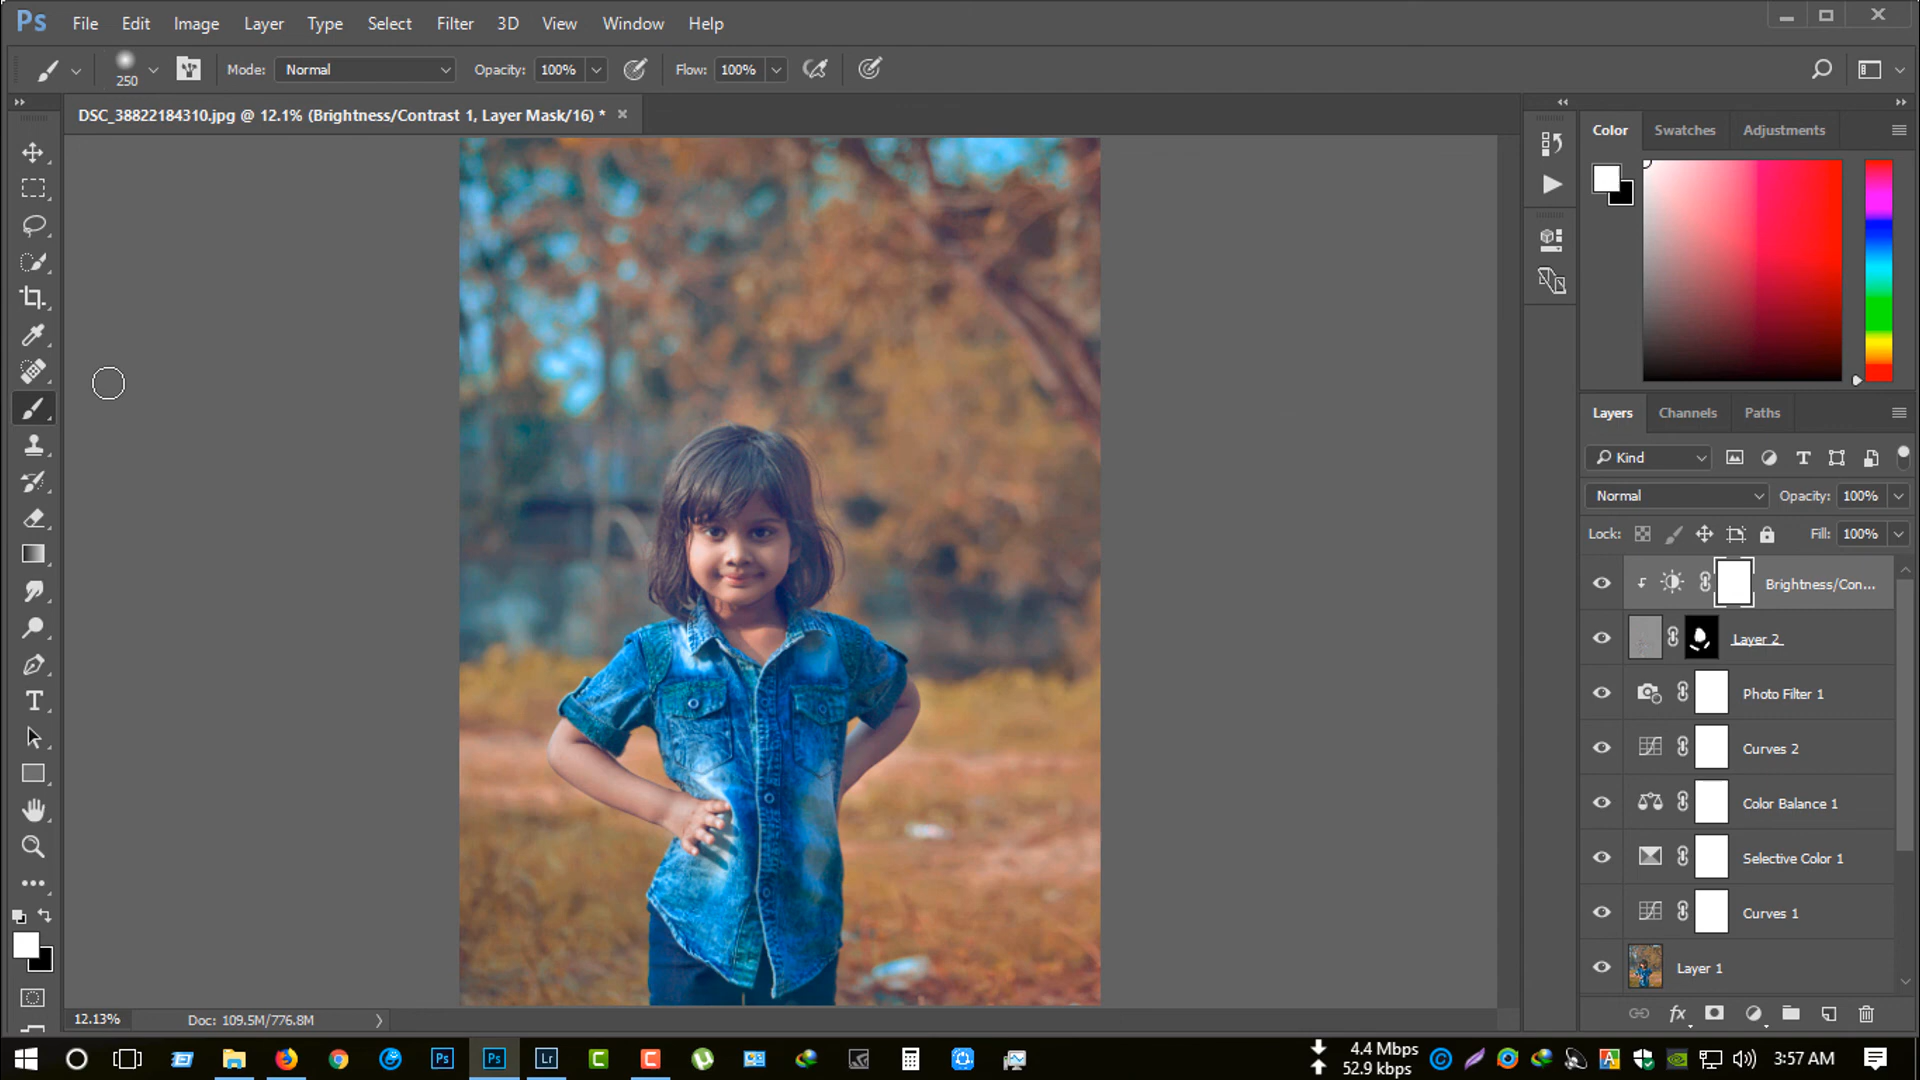 Ps File Edit Image Layer Type Select Filter 3D View Window Help
250 Mode: Normal Opacity: 100% Flow: 100%
DSC_38822184310.jpg @ 12.1% (Brightness/Contrast 1, Layer Mask/16) * ×
Color Swatches Adjustments
Layers Channels Paths
Kind
Normal Opacity: 100%
Lock: Fill: 100%
Brightness/Con...
Layer 2
Photo Filter 1
Curves 2
Color Balance 1
Selective Color 1
Curves 1
Layer 1
12.13% Doc: 109.5M/776.8M
Ps Ps Lr
4.4 Mbps
52.9 kbps
3:57 AM